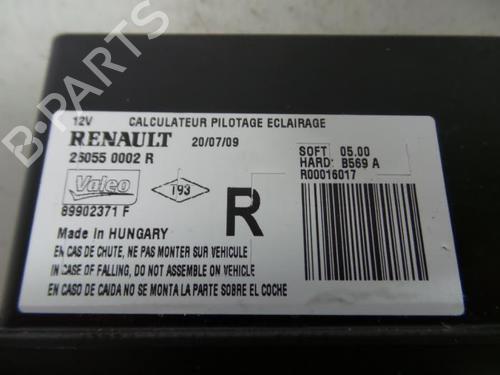 12V CALCULATEUR PILOTAGE ECLAIRAGE
RENAULT 20/07/09
26055 0002 R
SOFT 05.00
HARD: B569 A
R00016017
Valeo 193
89902371 F
R
Made in HUNGARY
EN CAS DE CHUTE, NE PAS MONTER SUR VEHICULE
IN CASE OF FALLING, DO NOT ASSEMBLE ON VEHICLE
EN CASO DE CAIDA NO SE MONTA LA PARTE SOBRE EL COCHE
B-PARTS